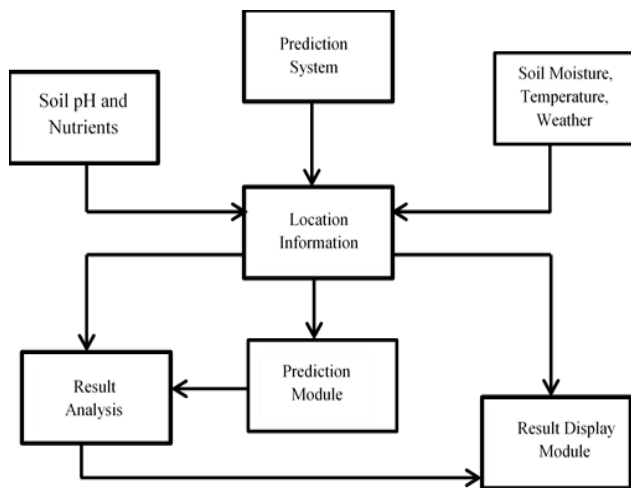 Prediction
System
Soil pH and
Nutrients
Soil Moisture,
Temperature,
Weather
Location
Information
Prediction
Module
Result
Analysis
Result Display
Module